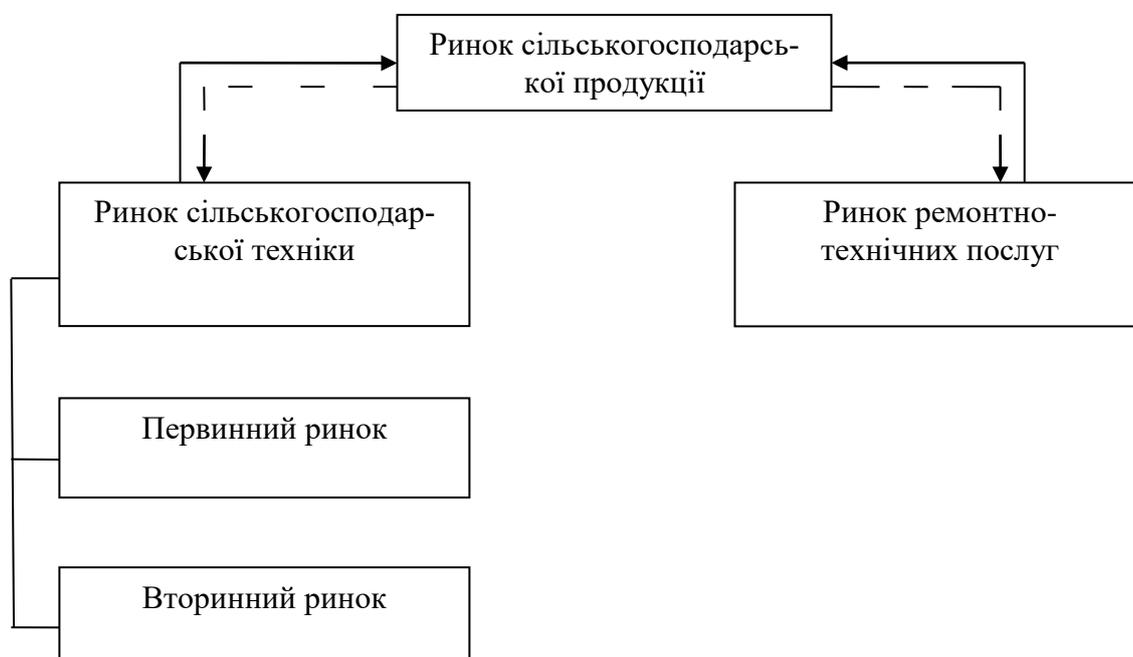 Ринок сільськогосподарсь-
кої продукції
Ринок сільськогосподар-
ської техніки
Ринок ремонтно-
технічних послуг
Первинний ринок
Вторинний ринок